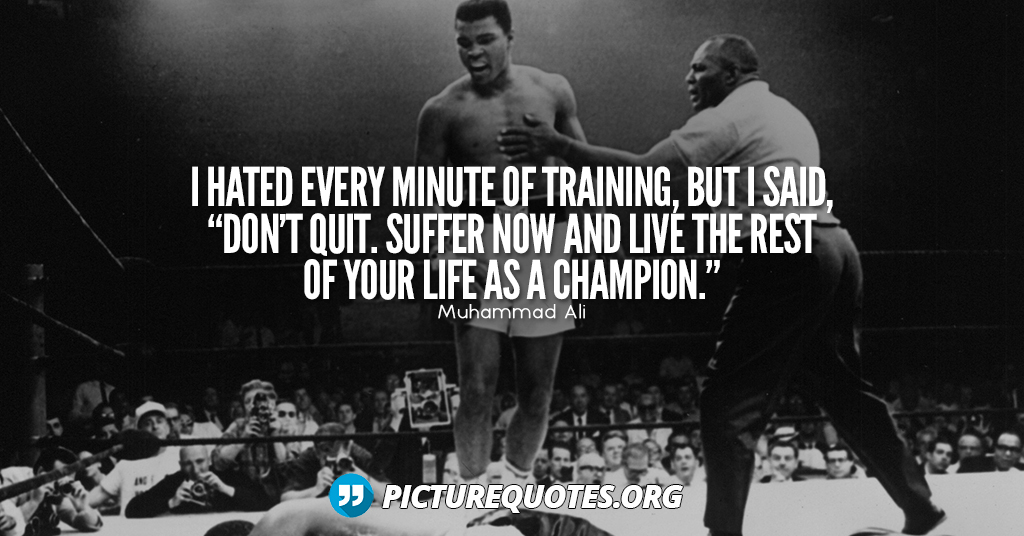 I HATED EVERY MINUTE OF TRAINING, BUT I SAID,
“DON’T QUIT. SUFFER NOW AND LIVE THE REST
OF YOUR LIFE AS A CHAMPION.”
Muhammad Ali
PICTUREQUOTES.ORG